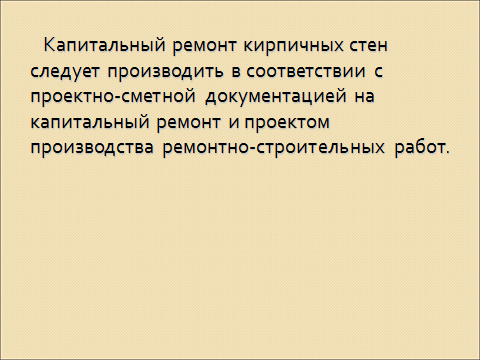 Капитальный ремонт кирпичных стен
следует производить в соответствии с
проектно-сметной документацией на
капитальный ремонт и проектом
производства ремонтно-строительных работ.